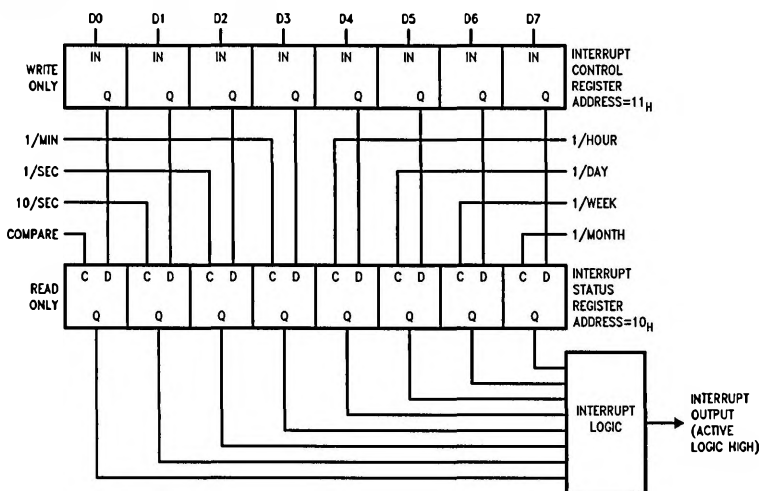 D0 D1 D2 D3 D4 D5 D6 D7
WRITE ONLY
IN IN IN IN IN IN IN IN
Q Q Q Q Q Q Q Q
INTERRUPT
CONTROL
REGISTER
ADDRESS=11H
1/MIN
1/SEC
10/SEC
COMPARE
1/HOUR
1/DAY
1/WEEK
1/MONTH
READ ONLY
C D C D C D C D C D C D C D C D
Q Q Q Q Q Q Q Q
INTERRUPT
STATUS
REGISTER
ADDRESS=10H
INTERRUPT
LOGIC
INTERRUPT
OUTPUT
(ACTIVE
LOGIC HIGH)